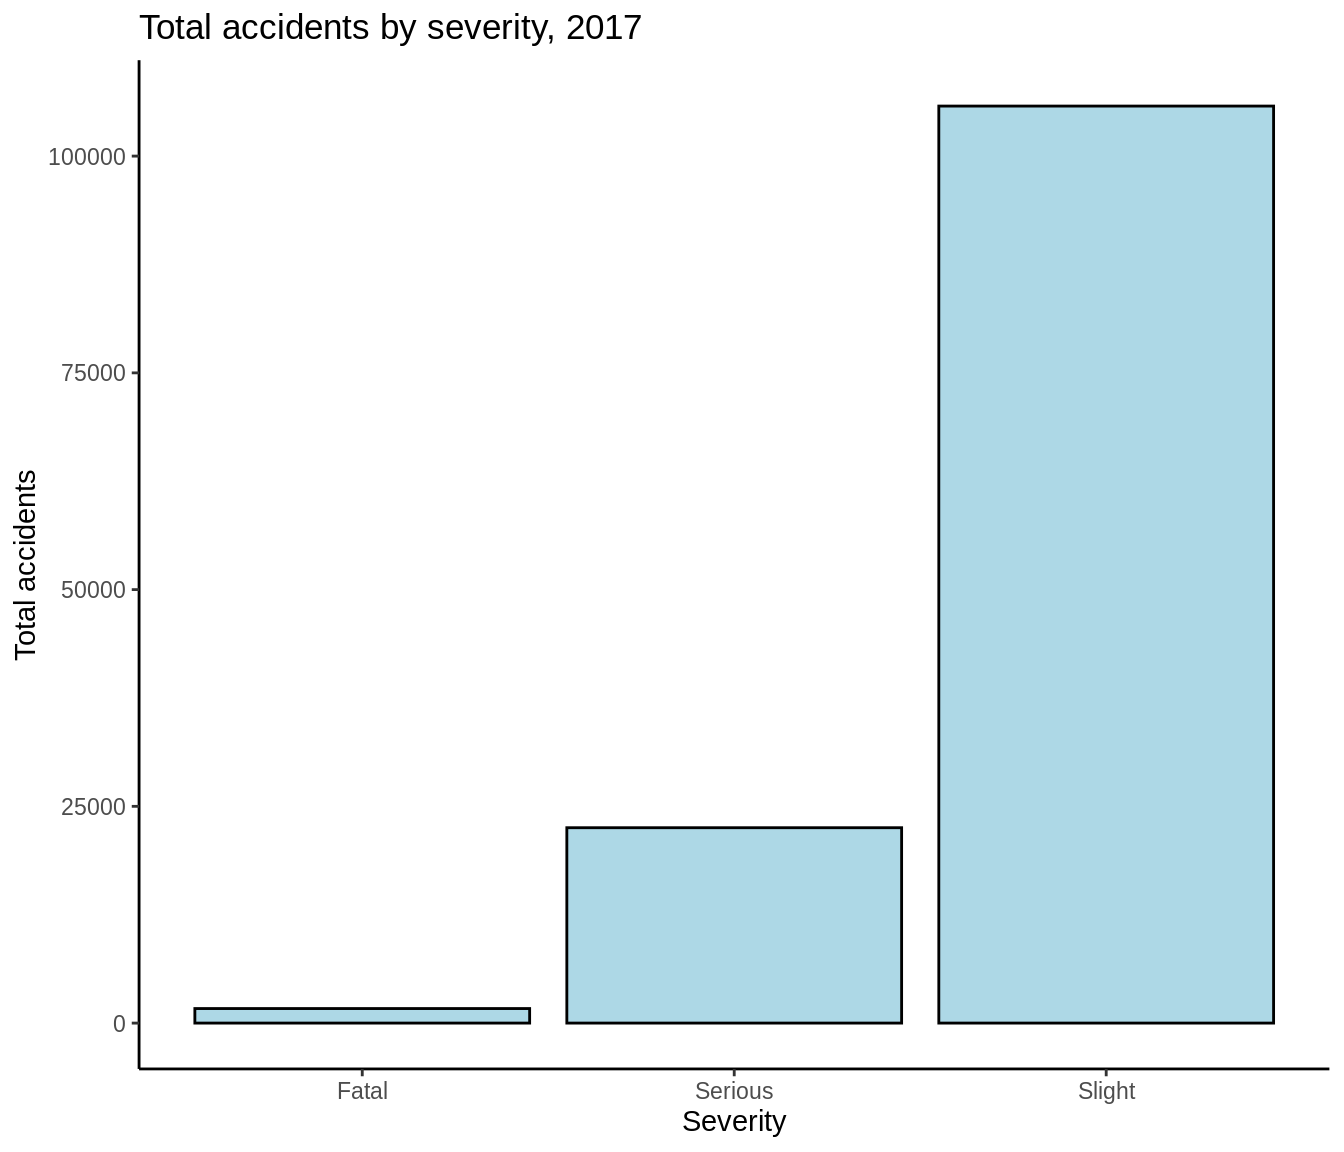 Total accidents by severity, 2017
Total accidents
100000
75000
50000
25000
0
Fatal
Serious
Slight
Severity